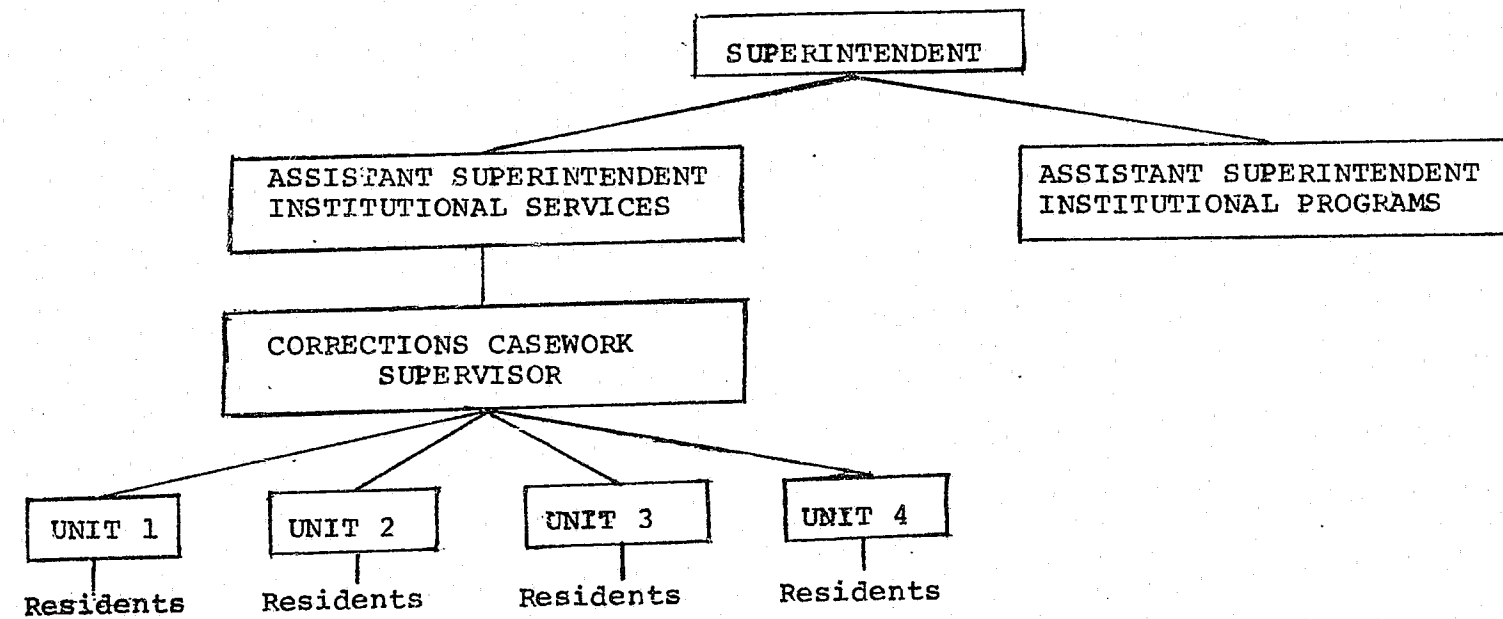 SUPERINTENDENT
ASSISTANT SUPERINTENDENT
INSTITUTIONAL SERVICES
ASSISTANT SUPERINTENDENT
INSTITUTIONAL PROGRAMS
CORRECTIONS CASEWORK
SUPERVISOR
UNIT 1
UNIT 2
UNIT 3
UNIT 4
Residents
Residents
Residents
Residents